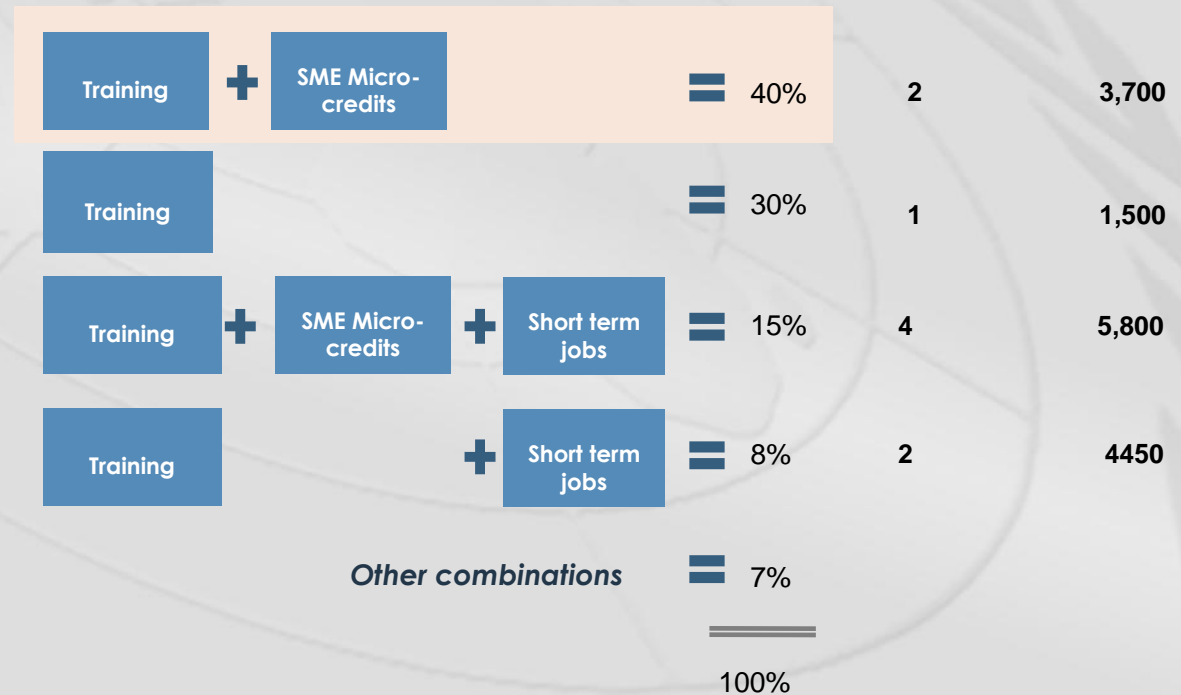 Training + SME Micro-
credits = 40% 2 3,700
Training = 30% 1 1,500
Training + SME Micro-
credits + Short term
jobs = 15% 4 5,800
Training + Short term
jobs = 8% 2 4450
Other combinations = 7%
100%